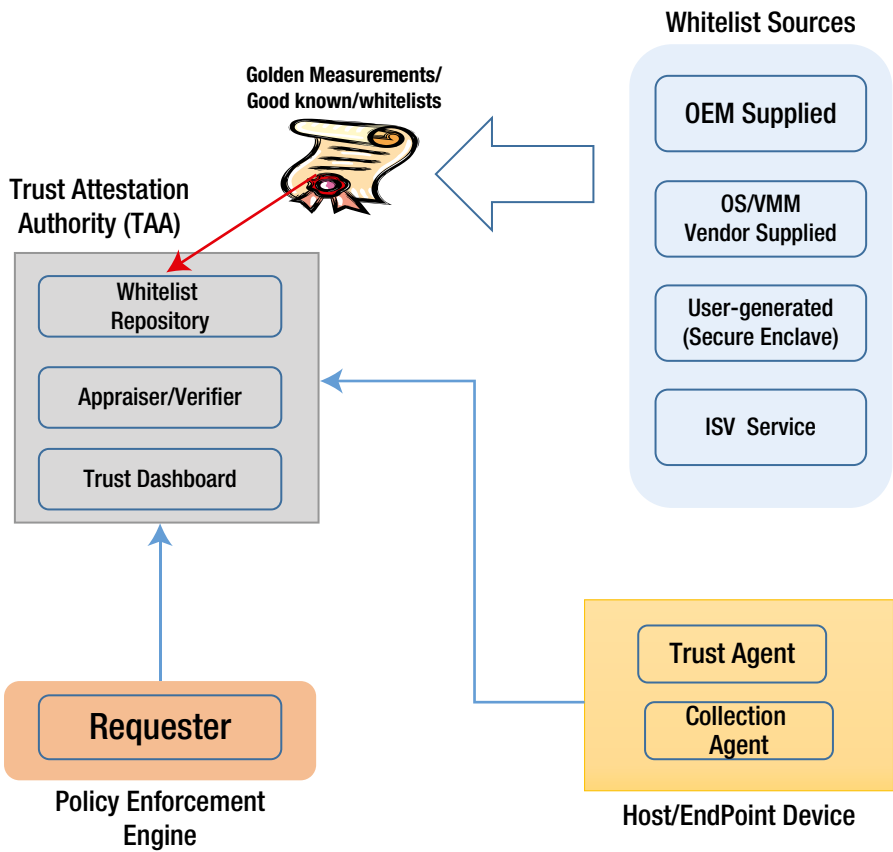 Whitelist Sources
Golden Measurements/
Good known/whitelists
OEM Supplied
OS/VMM
Vendor Supplied
User-generated
(Secure Enclave)
ISV Service
Trust Attestation
Authority (TAA)
Whitelist
Repository
Appraiser/Verifier
Trust Dashboard
Requester
Policy Enforcement
Engine
Trust Agent
Collection
Agent
Host/EndPoint Device